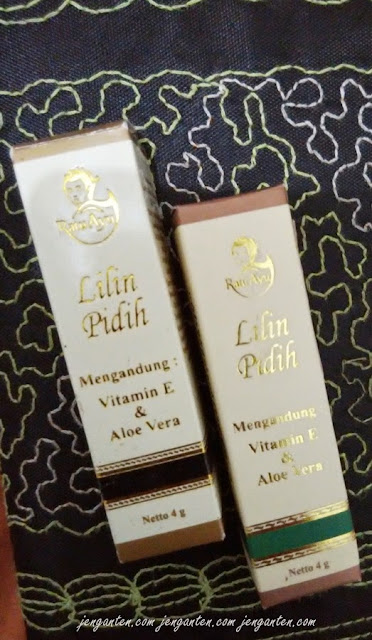 Ratu Ayu
Lilin
Pidih
Mengandung :
Vitamin E
&
Aloe Vera
Netto 4 g
Ratu Ayu
Lilin
Pidih
Mengandung
Vitamin E
&
Aloe Vera
Netto 4 g
jenganten.com jenganten.com jenganten.com